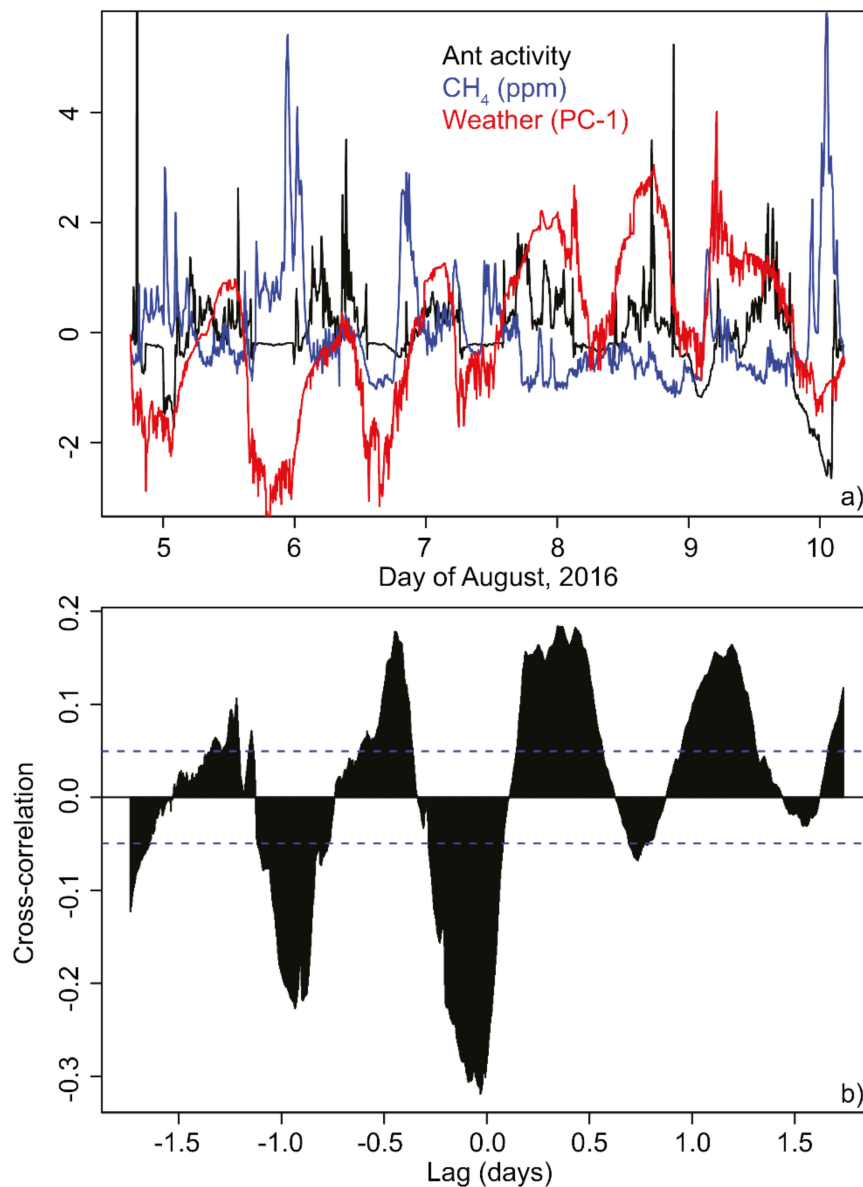 Ant activity
CH₄ (ppm)
Weather (PC-1)
4
2
0
-2
a)
5 6 7 8 9 10
Day of August, 2016
0.2
0.1
0.0
-0.1
-0.2
-0.3
Cross-correlation
b)
-1.5 -1.0 -0.5 0.0 0.5 1.0 1.5
Lag (days)